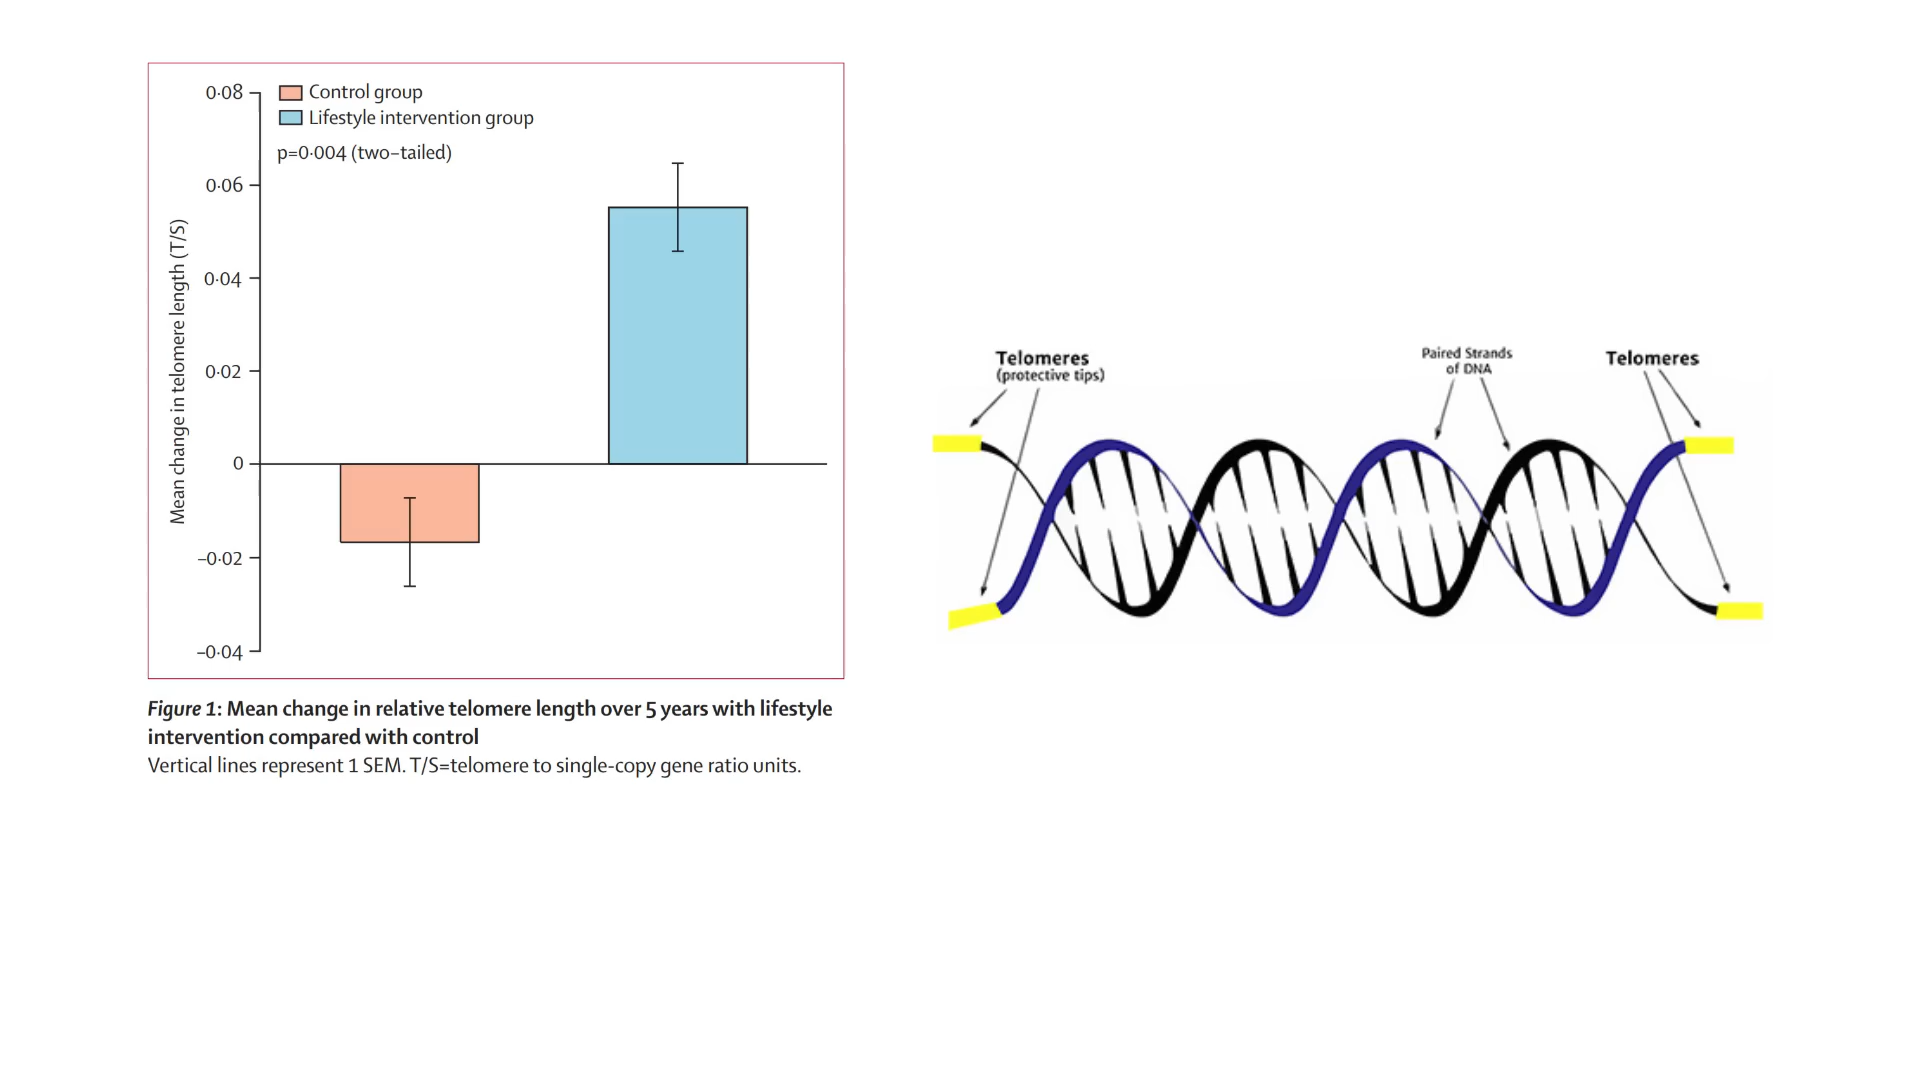 0·08
Control group
Lifestyle intervention group
p=0·004 (two–tailed)
0·06
0·04
0·02
0
–0·02
–0·04
Mean change in telomere length (T/S)
Figure 1: Mean change in relative telomere length over 5 years with lifestyle
intervention compared with control
Vertical lines represent 1 SEM. T/S=telomere to single-copy gene ratio units.
Telomeres
(protective tips)
Paired Strands
of DNA
Telomeres